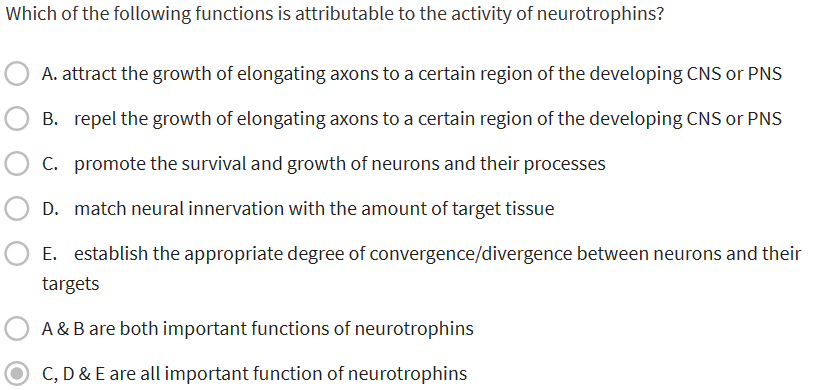 Which of the following functions is attributable to the activity of neurotrophins?
A. attract the growth of elongating axons to a certain region of the developing CNS or PNS
B. repel the growth of elongating axons to a certain region of the developing CNS or PNS
C. promote the survival and growth of neurons and their processes
D. match neural innervation with the amount of target tissue
E. establish the appropriate degree of convergence/divergence between neurons and their
targets
A & B are both important functions of neurotrophins
C, D & E are all important function of neurotrophins